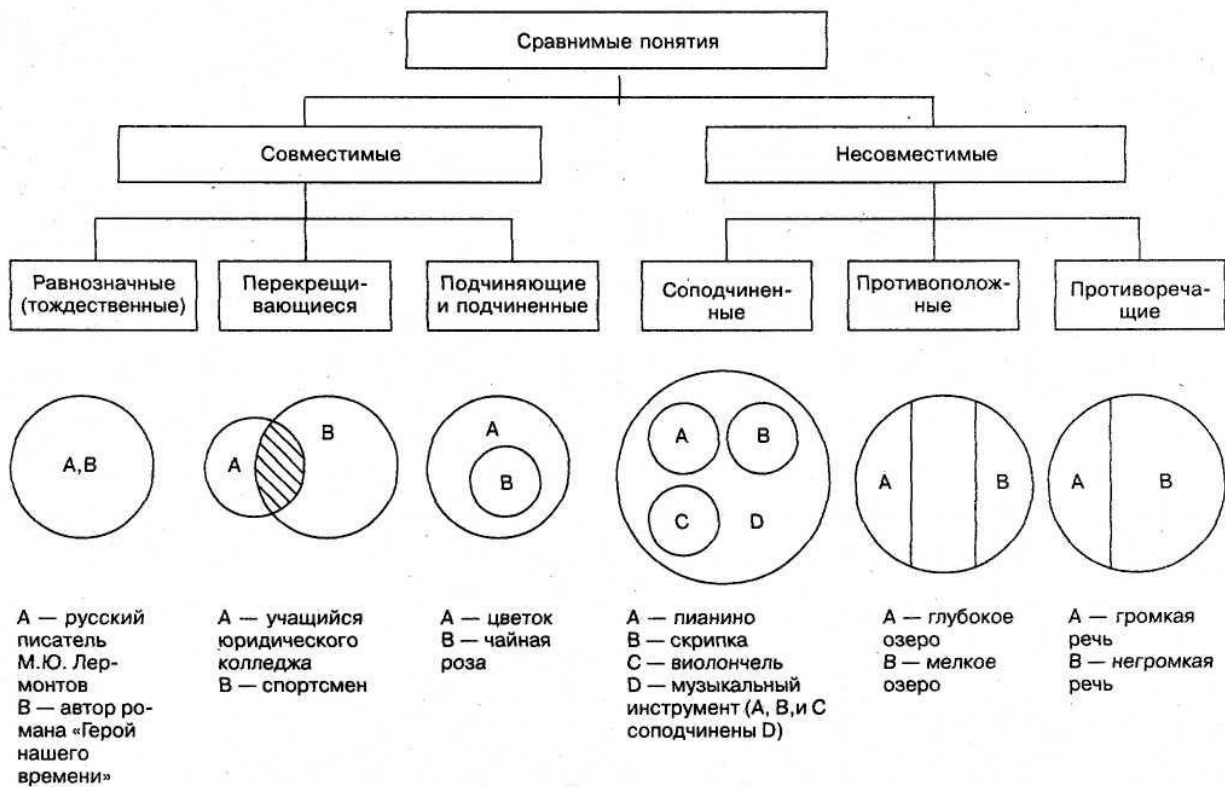 Сравнимые понятия
Совместимые
Несовместимые
Равнозначные
(тождественные)
Перекрещи-
вающиеся
Подчиняющие
и подчиненные
Соподчинен-
ные
Противополож-
ные
Противореча-
щие
A, B
A
B
A
B
A
B
C
D
A
B
A
B
A — русский
писатель
М.Ю. Лер-
монтов
B — автор ро-
мана «Герой
нашего
времени»
A — учащийся
юридического
колледжа
B — спортсмен
A — цветок
B — чайная
роза
A — пианино
B — скрипка
C — виолончель
D — музыкальный
инструмент (A, B,и C
соподчинены D)
A — глубокое
озеро
B — мелкое
озеро
A — громкая
речь
B — негромкая
речь